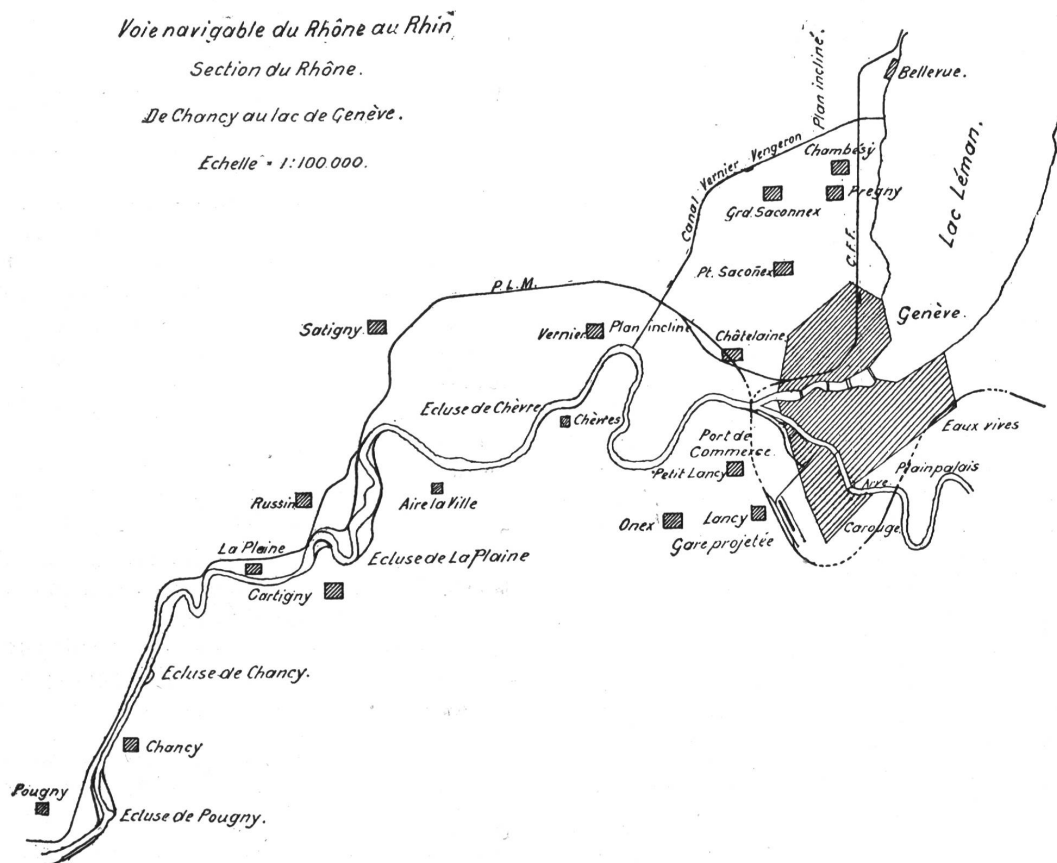 Voie navigable du Rhône au Rhin
Section du Rhône.
De Chancy au lac de Genève.
Echelle = 1:100.000.
Plan incliné.
Bellevue.
Canal Vernier Vengeron
Chambésy
Pregny
Grd. Saconnex
Lac Léman.
C.F.F.
Pt. Saconex
P.L.M.
Genève.
Satigny
Vernier
Plan incliné
Châtelaine
Ecluse de Chèvre
Chèvres
Eaux vives
Port de
Commerce
Plainpalais
Petit Lancy
Arve
Russin
Aire la Ville
Onex
Lancy
Carouge
Gare projetée
La Plaine
Ecluse de La Plaine
Cartigny
Ecluse de Chancy.
Chancy
Pougny
Ecluse de Pougny.